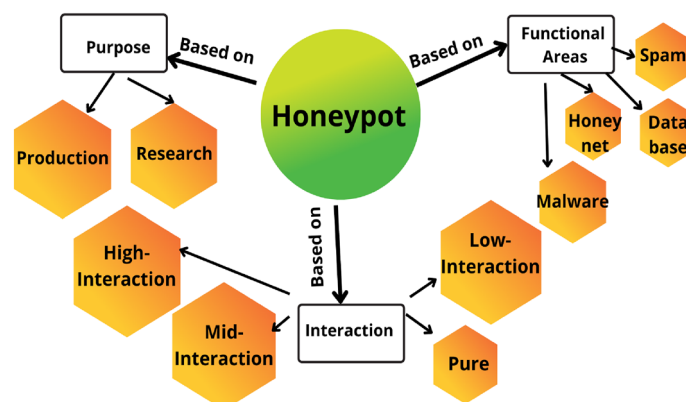 Purpose
Based on
Production
Research
Honeypot
Based on
Functional
Areas
Spam
Honey
net
Data
base
Malware
Based on
Interaction
High-
Interaction
Mid-
Interaction
Low-
Interaction
Pure